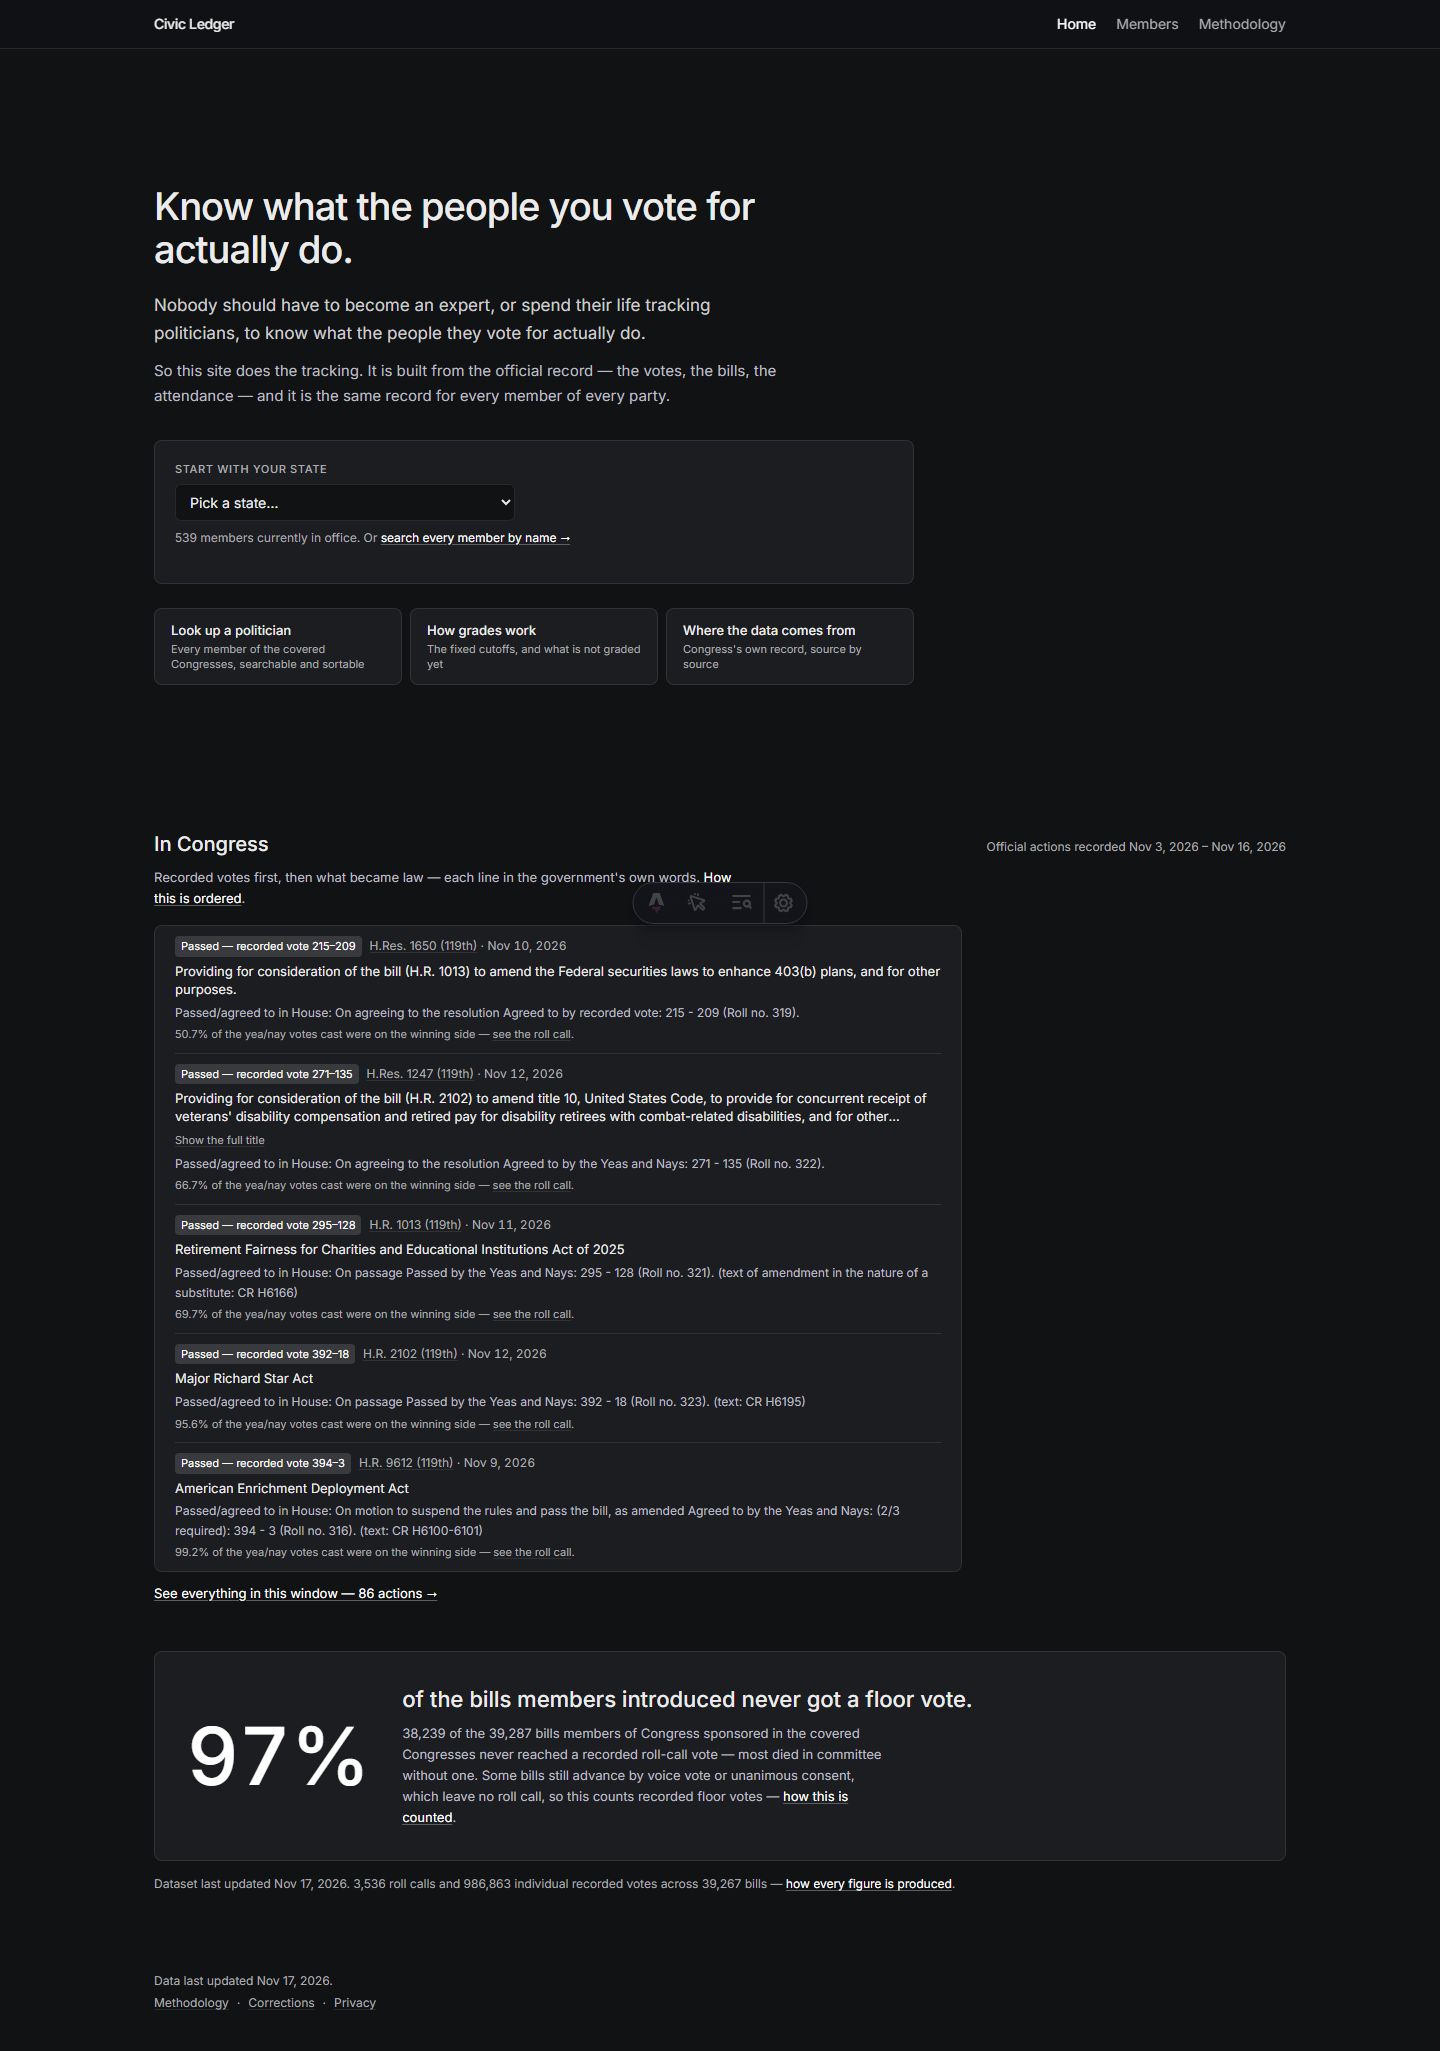 Civic Ledger
Home Members Methodology
Know what the people you vote for
actually do.
Nobody should have to become an expert, or spend their life tracking
politicians, to know what the people they vote for actually do.
So this site does the tracking. It is built from the official record — the votes, the bills, the
attendance — and it is the same record for every member of every party.
START WITH YOUR STATE
Pick a state...
539 members currently in office. Or search every member by name →
Look up a politician
Every member of the covered
Congresses, searchable and sortable
How grades work
The fixed cutoffs, and what is not graded
yet
Where the data comes from
Congress's own record, source by
source
In Congress
Official actions recorded Nov 3, 2026 – Nov 16, 2026
Recorded votes first, then what became law — each line in the government's own words. How
this is ordered.
Passed — recorded vote 215–209 H.Res. 1650 (119th) · Nov 10, 2026
Providing for consideration of the bill (H.R. 1013) to amend the Federal securities laws to enhance 403(b) plans, and for other
purposes.
Passed/agreed to in House: On agreeing to the resolution Agreed to by recorded vote: 215 - 209 (Roll no. 319).
50.7% of the yea/nay votes cast were on the winning side — see the roll call.
Passed — recorded vote 271–135 H.Res. 1247 (119th) · Nov 12, 2026
Providing for consideration of the bill (H.R. 2102) to amend title 10, United States Code, to provide for concurrent receipt of
veterans' disability compensation and retired pay for disability retirees with combat-related disabilities, and for other...
Show the full title
Passed/agreed to in House: On agreeing to the resolution Agreed to by the Yeas and Nays: 271 - 135 (Roll no. 322).
66.7% of the yea/nay votes cast were on the winning side — see the roll call.
Passed — recorded vote 295–128 H.R. 1013 (119th) · Nov 11, 2026
Retirement Fairness for Charities and Educational Institutions Act of 2025
Passed/agreed to in House: On passage Passed by the Yeas and Nays: 295 - 128 (Roll no. 321). (text of amendment in the nature of a
substitute: CR H6166)
69.7% of the yea/nay votes cast were on the winning side — see the roll call.
Passed — recorded vote 392–18 H.R. 2102 (119th) · Nov 12, 2026
Major Richard Star Act
Passed/agreed to in House: On passage Passed by the Yeas and Nays: 392 - 18 (Roll no. 323). (text: CR H6195)
95.6% of the yea/nay votes cast were on the winning side — see the roll call.
Passed — recorded vote 394–3 H.R. 9612 (119th) · Nov 9, 2026
American Enrichment Deployment Act
Passed/agreed to in House: On motion to suspend the rules and pass the bill, as amended Agreed to by the Yeas and Nays: (2/3
required): 394 - 3 (Roll no. 316). (text: CR H6100-6101)
99.2% of the yea/nay votes cast were on the winning side — see the roll call.
See everything in this window — 86 actions →
97%
of the bills members introduced never got a floor vote.
38,239 of the 39,287 bills members of Congress sponsored in the covered
Congresses never reached a recorded roll-call vote — most died in committee
without one. Some bills still advance by voice vote or unanimous consent,
which leave no roll call, so this counts recorded floor votes — how this is
counted.
Dataset last updated Nov 17, 2026. 3,536 roll calls and 986,863 individual recorded votes across 39,267 bills — how every figure is produced.
Data last updated Nov 17, 2026.
Methodology · Corrections · Privacy